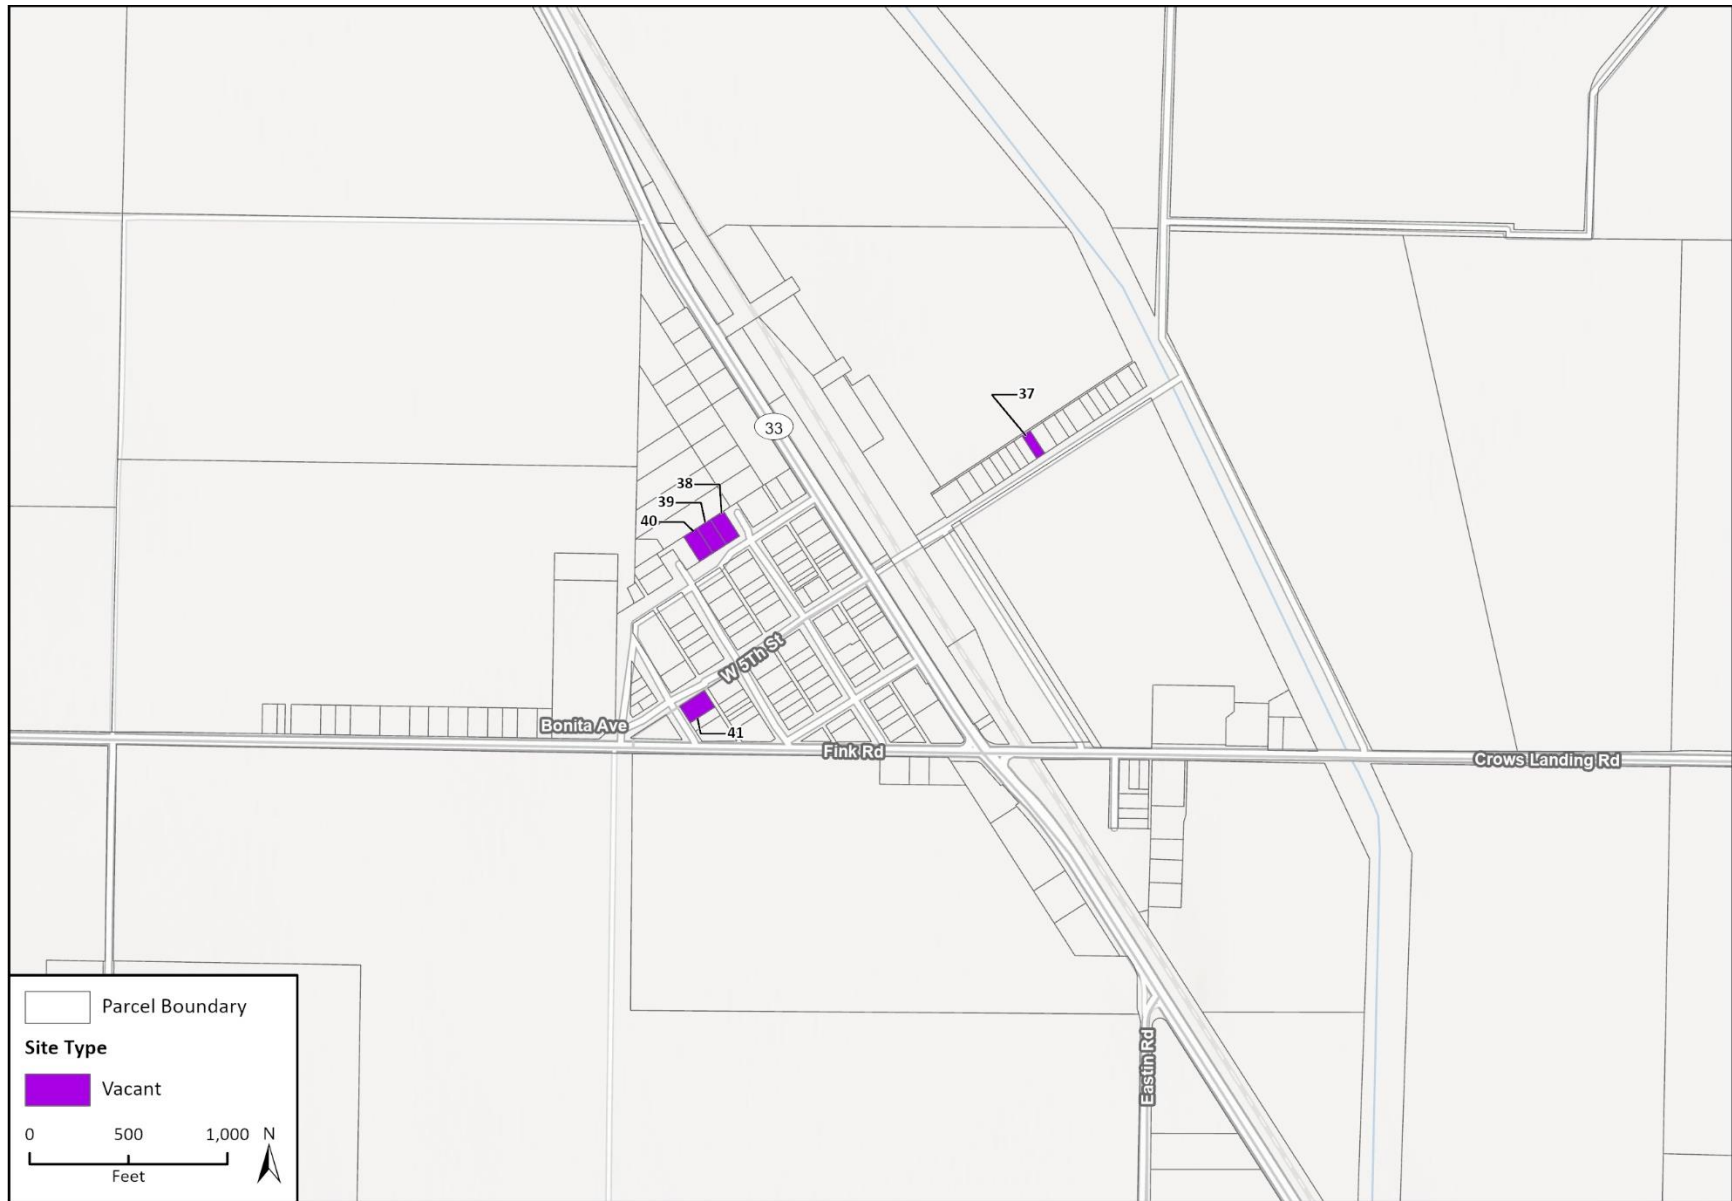 37
33
38
39
40
W 5Th St
Bonita Ave
41
Fink Rd
Crows Landing Rd
Eastin Rd
Parcel Boundary
Site Type
Vacant
0 500 1,000 N
Feet